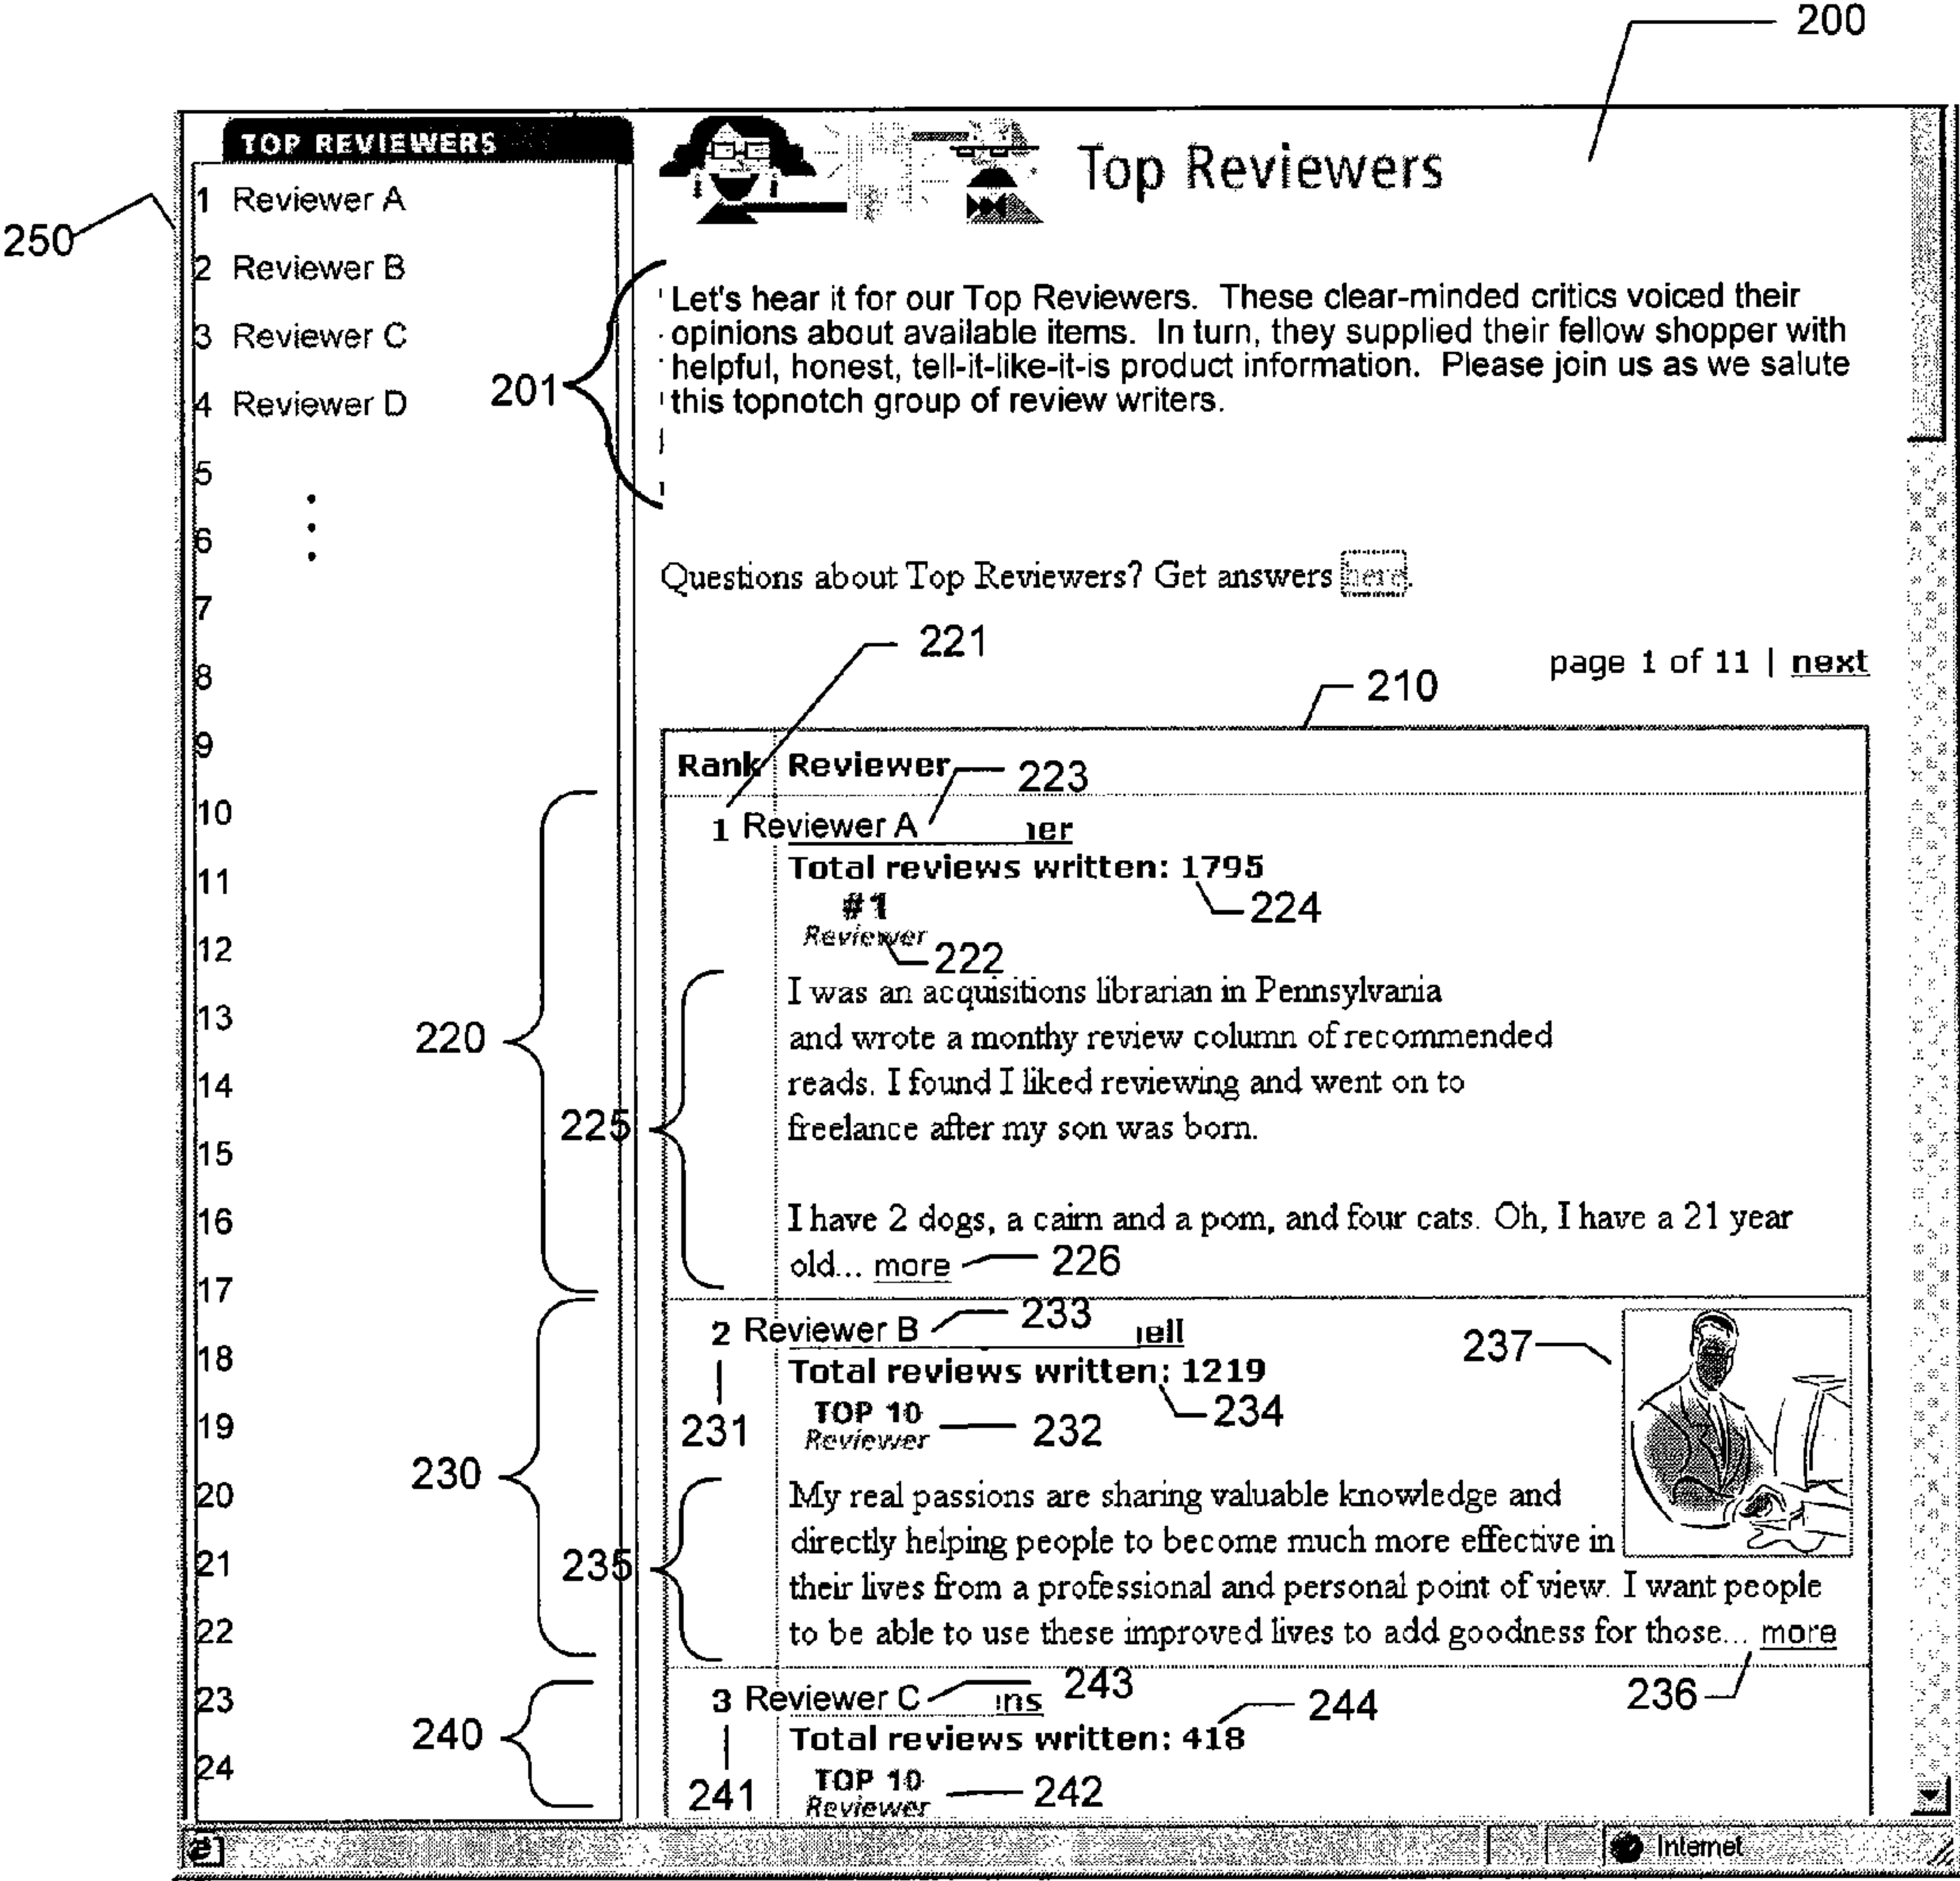 200
TOP REVIEWERS
Top Reviewers
250
1 Reviewer A
2 Reviewer B
3 Reviewer C
4 Reviewer D
5
6
7
8
9
10
11
12
13
14
15
16
17
18
19
20
21
22
23
24
201
Let's hear it for our Top Reviewers. These clear-minded critics voiced their
opinions about available items. In turn, they supplied their fellow shopper with
helpful, honest, tell-it-like-it-is product information. Please join us as we salute
this topnotch group of review writers.
Questions about Top Reviewers? Get answers here.
221
page 1 of 11 | next
210
Rank Reviewer
223
220
1 Reviewer A er
Total reviews written: 1795
224
#1
Reviewer
222
225
I was an acquisitions librarian in Pennsylvania
and wrote a monthy review column of recommended
reads. I found I liked reviewing and went on to
freelance after my son was born.
I have 2 dogs, a cairn and a pom, and four cats. Oh, I have a 21 year
old... more
226
230
2 Reviewer B ell
233
237
Total reviews written: 1219
234
231
TOP 10
Reviewer
232
235
My real passions are sharing valuable knowledge and
directly helping people to become much more effective in
their lives from a professional and personal point of view. I want people
to be able to use these improved lives to add goodness for those... more
236
240
3 Reviewer C ns
243
Total reviews written: 418
244
241
TOP 10
Reviewer
242
Internet